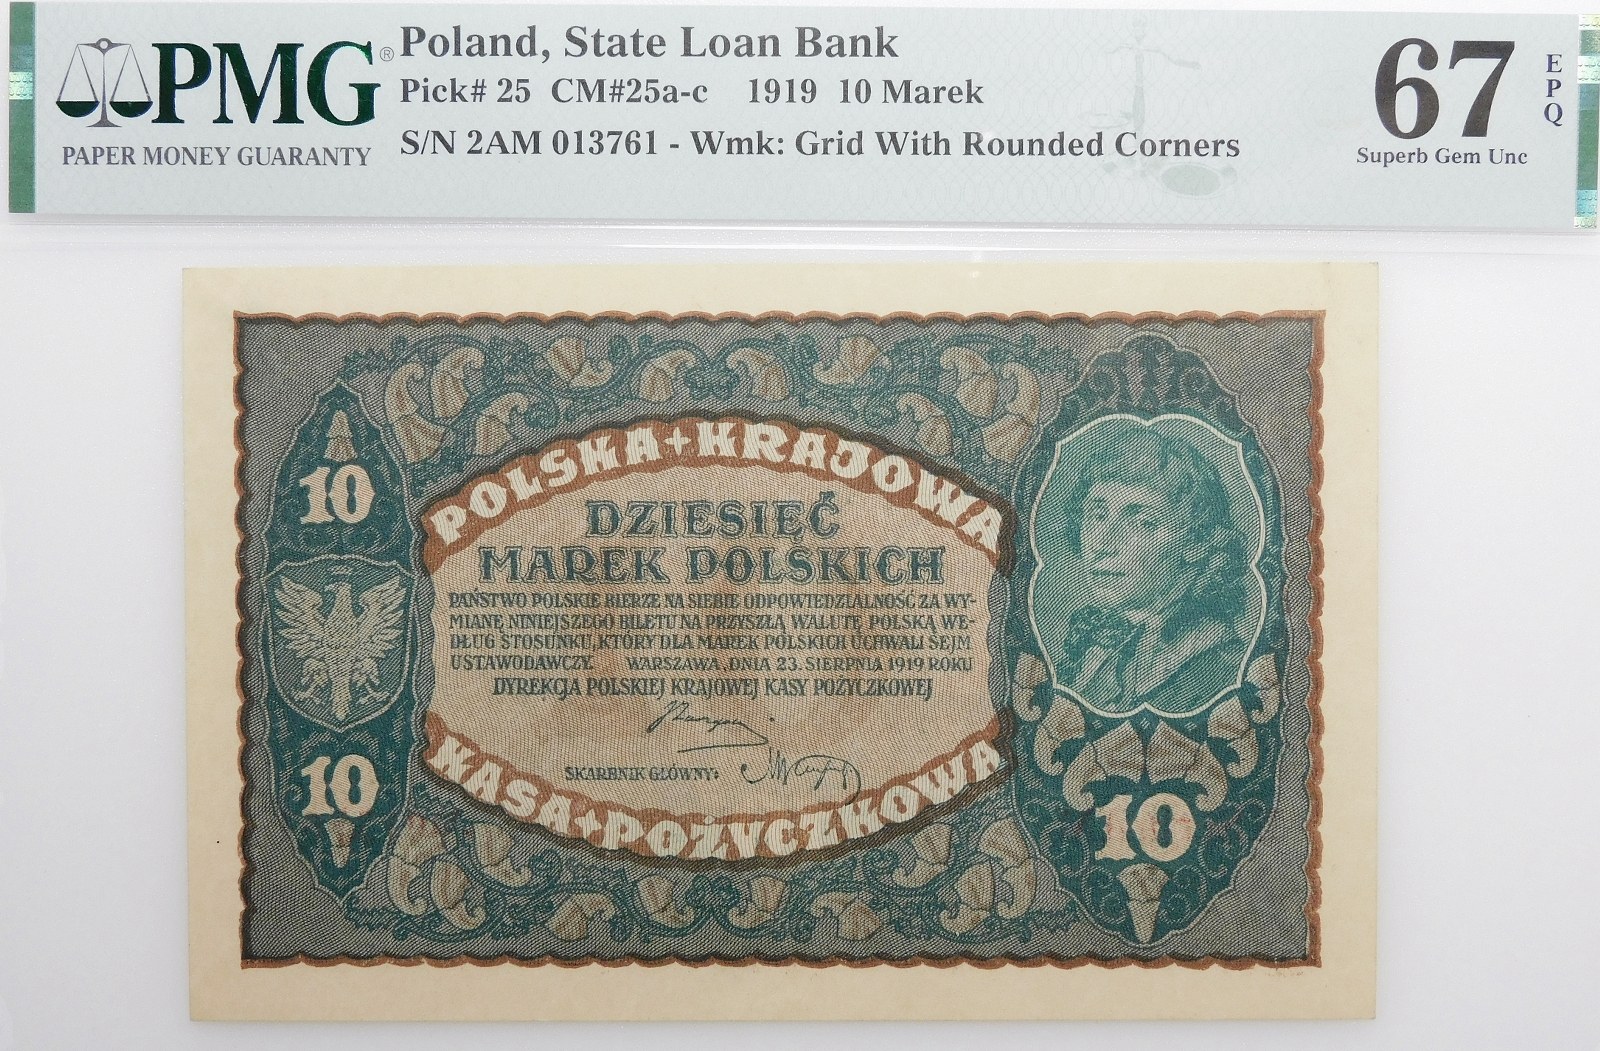 PMG®
PAPER MONEY GUARANTY
Poland, State Loan Bank
Pick# 25 CM#25a-c 1919 10 Marek
S/N 2AM 013761 - Wmk: Grid With Rounded Corners
67
EPQ
Superb Gem Unc
POLSKA+KRAJOWA
10
DZIESIĘĆ
MAREK POLSKICH
PAŃSTWO POLSKIE BIERZE NA SIEBIE ODPOWIEDZIALNOŚĆ ZA WY-
MIANĘ NINIEJSZEGO BILETU NA PRZYSZŁĄ WALUTĘ POLSKĄ WE-
DŁUG STOSUNKU, KTÓRY DLA MAREK POLSKICH UCHWALI SEJM
USTAWODAWCZY. WARSZAWA, DNIA 23. SIERPNIA 1919 ROKU
DYREKCJA POLSKIEJ KRAJOWEJ KASY POŻYCZKOWEJ
SKARBNIK GŁÓWNY:
10
KASA+POŻYCZKOWA
10